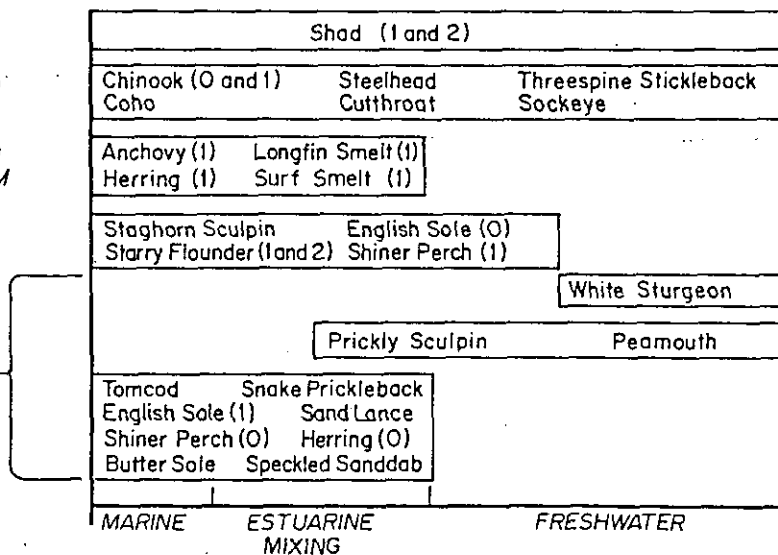 Shad (1 and 2)
Chinook (0 and 1) Steelhead Threespine Stickleback
Coho Cutthroat Sockeye
Anchovy (1) Longfin Smelt (1)
Herring (1) Surf Smelt (1)
M
Staghorn Sculpin English Sole (0)
Starry Flounder (1 and 2) Shiner Perch (1)
White Sturgeon
Prickly Sculpin Peamouth
Tomcod Snake Prickleback
English Sole (1) Sand Lance
Shiner Perch (0) Herring (0)
Butter Sole Speckled Sanddab
MARINE ESTUARINE FRESHWATER
MIXING